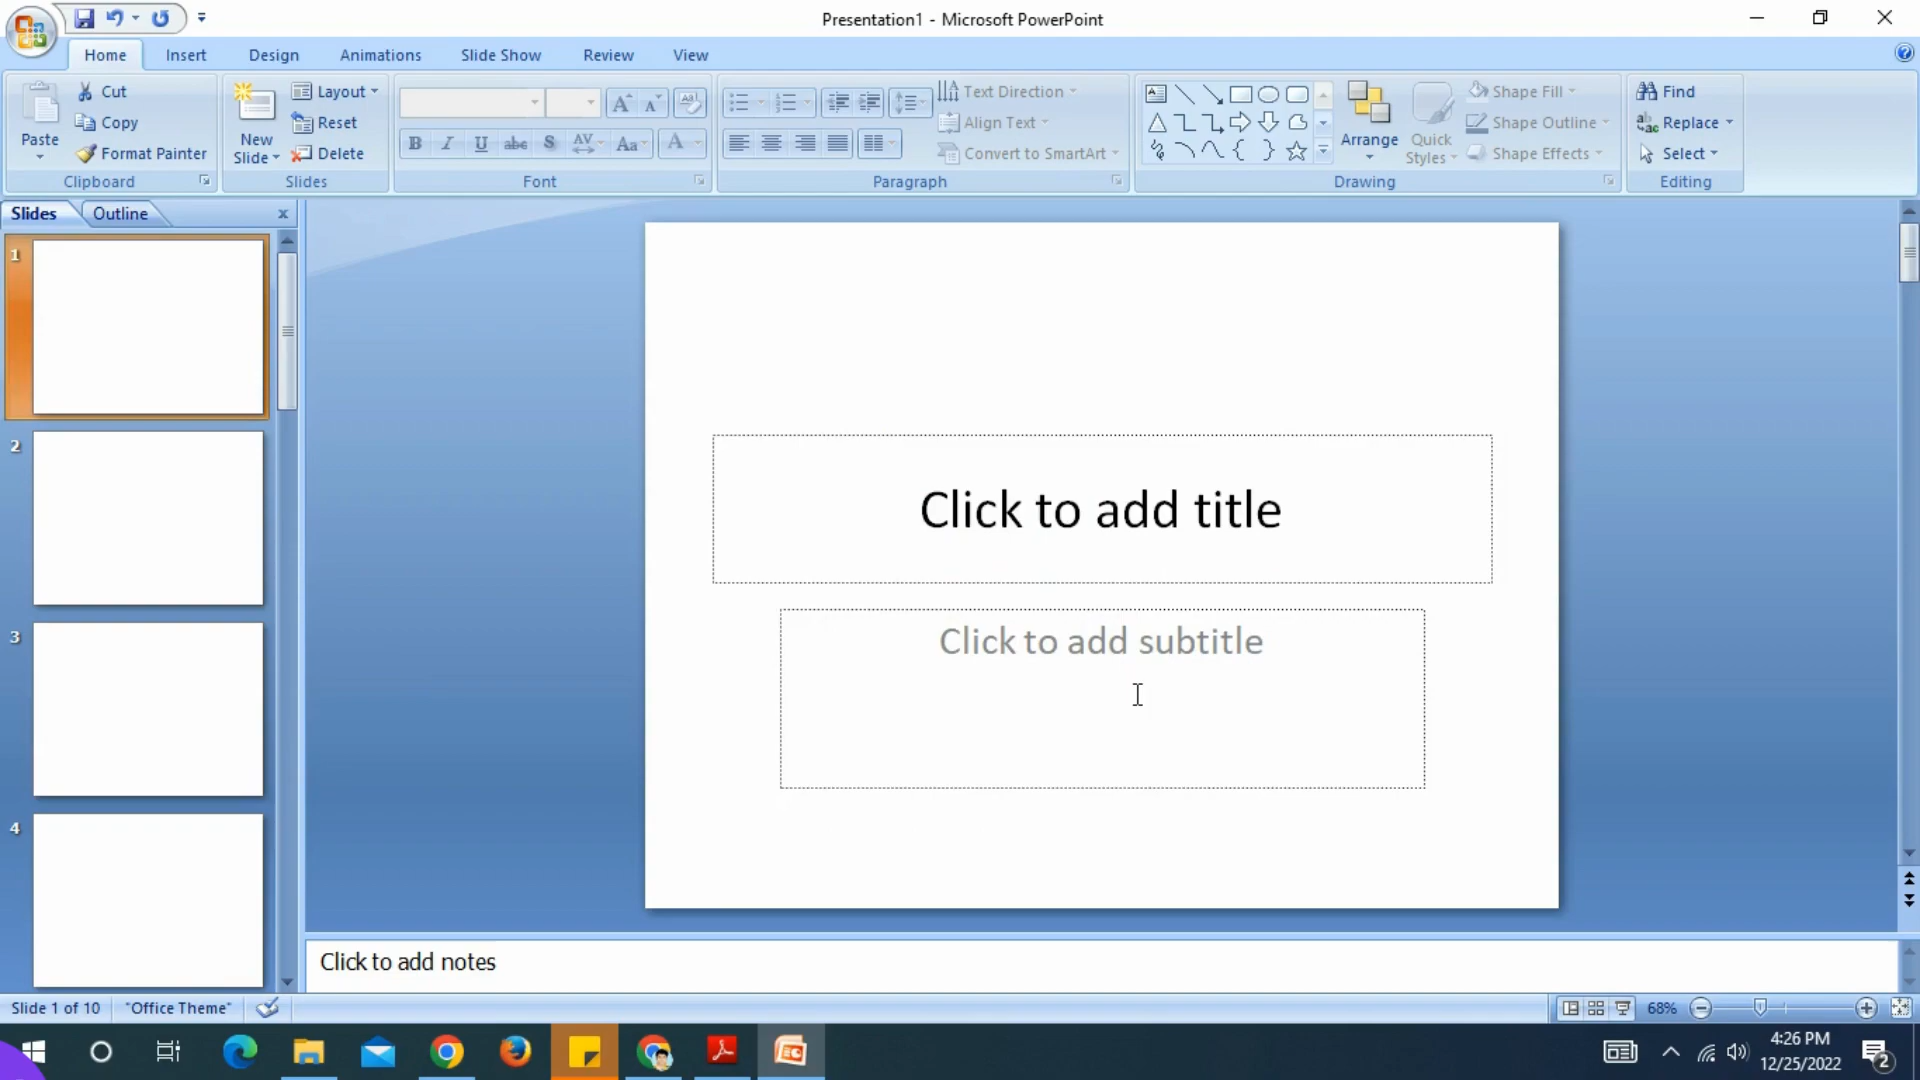 Presentation1 - Microsoft PowerPoint
Home Insert Design Animations Slide Show Review View
Paste
Cut
Copy
Format Painter
Clipboard
New
Slide
Layout
Reset
Delete
Slides
B I U abc S AV Aa A
Font
Text Direction
Align Text
Convert to SmartArt
Paragraph
Arrange
Quick
Styles
Shape Fill
Shape Outline
Shape Effects
Drawing
Find
Replace
Select
Editing
Slides Outline x
1
2
3
4
Click to add title
Click to add subtitle
Click to add notes
Slide 1 of 10 "Office Theme" 68%
4:26 PM
12/25/2022
2